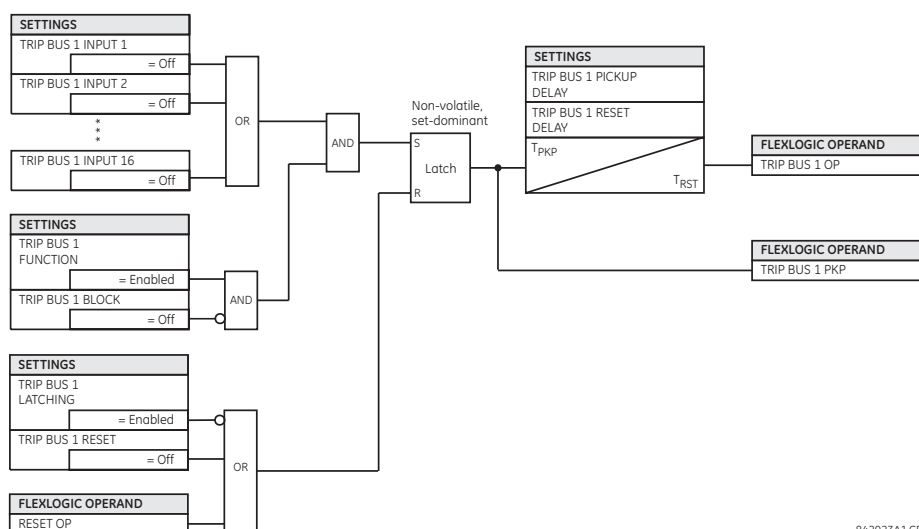 SETTINGS
TRIP BUS 1 INPUT 1
= Off
TRIP BUS 1 INPUT 2
= Off
* * *
TRIP BUS 1 INPUT 16
= Off
OR
SETTINGS
TRIP BUS 1
FUNCTION
= Enabled
TRIP BUS 1 BLOCK
= Off
AND
SETTINGS
TRIP BUS 1
LATCHING
= Enabled
TRIP BUS 1 RESET
= Off
OR
FLEXLOGIC OPERAND
RESET OP
AND
Non-volatile,
set-dominant
S
Latch
R
SETTINGS
TRIP BUS 1 PICKUP
DELAY
TRIP BUS 1 RESET
DELAY
TPKP
TRST
FLEXLOGIC OPERAND
TRIP BUS 1 OP
FLEXLOGIC OPERAND
TRIP BUS 1 PKP